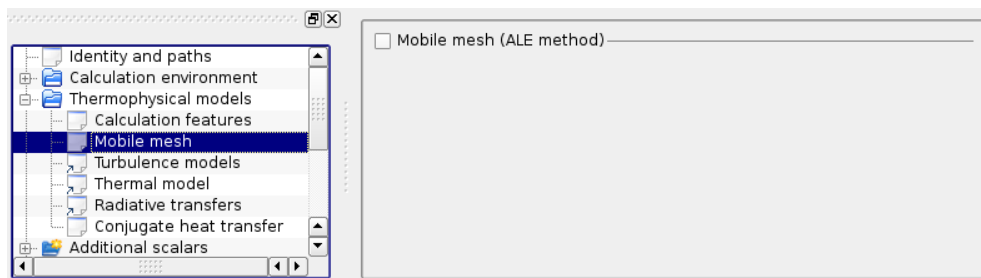 Identity and paths
Calculation environment
Thermophysical models
Calculation features
Mobile mesh
Turbulence models
Thermal model
Radiative transfers
Conjugate heat transfer
Additional scalars
Mobile mesh (ALE method)